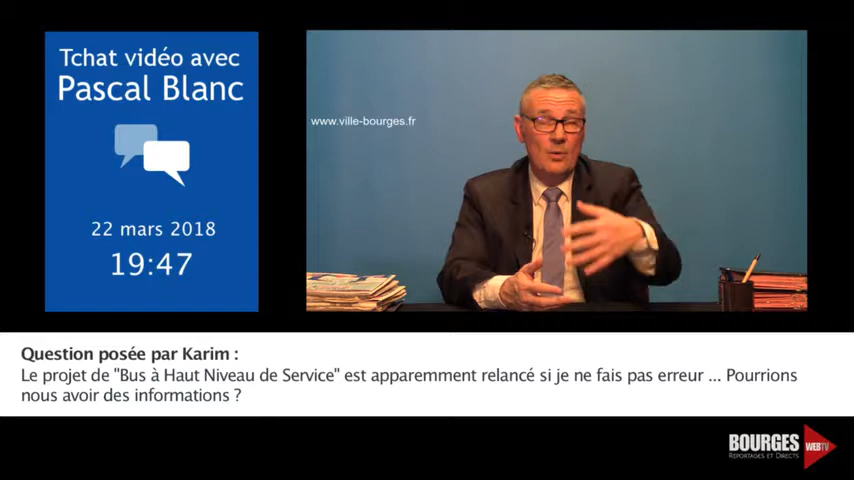 Tchat vidéo avec
Pascal Blanc
22 mars 2018
19:47
www.ville-bourges.fr
Question posée par Karim :
Le projet de "Bus à Haut Niveau de Service" est apparemment relancé si je ne fais pas erreur ... Pourrions
nous avoir des informations ?
BOURGES
REPORTAGES ET DIRECTS
WEBTV